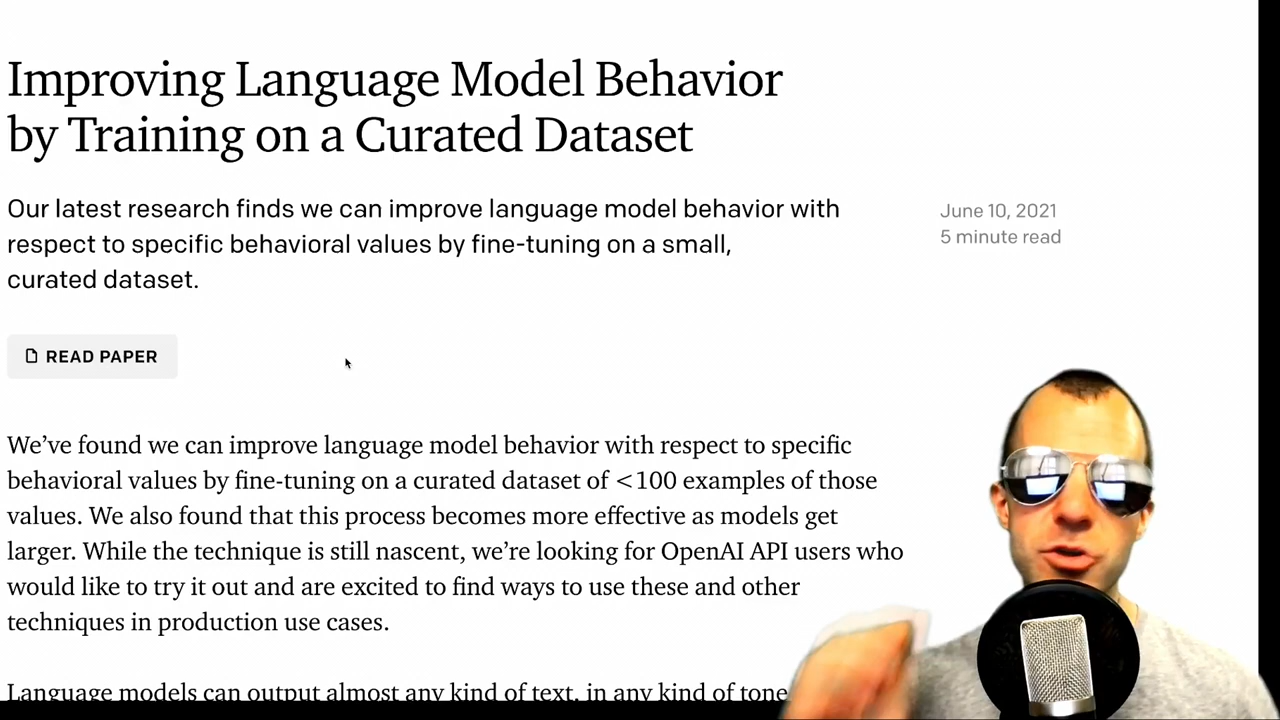 Improving Language Model Behavior
by Training on a Curated Dataset
Our latest research finds we can improve language model behavior with
respect to specific behavioral values by fine-tuning on a small,
curated dataset.
June 10, 2021
5 minute read
READ PAPER
We’ve found we can improve language model behavior with respect to specific
behavioral values by fine-tuning on a curated dataset of <100 examples of those
values. We also found that this process becomes more effective as models get
larger. While the technique is still nascent, we’re looking for OpenAI API users who
would like to try it out and are excited to find ways to use these and other
techniques in production use cases.
Language models can output almost any kind of text, in any kind of tone